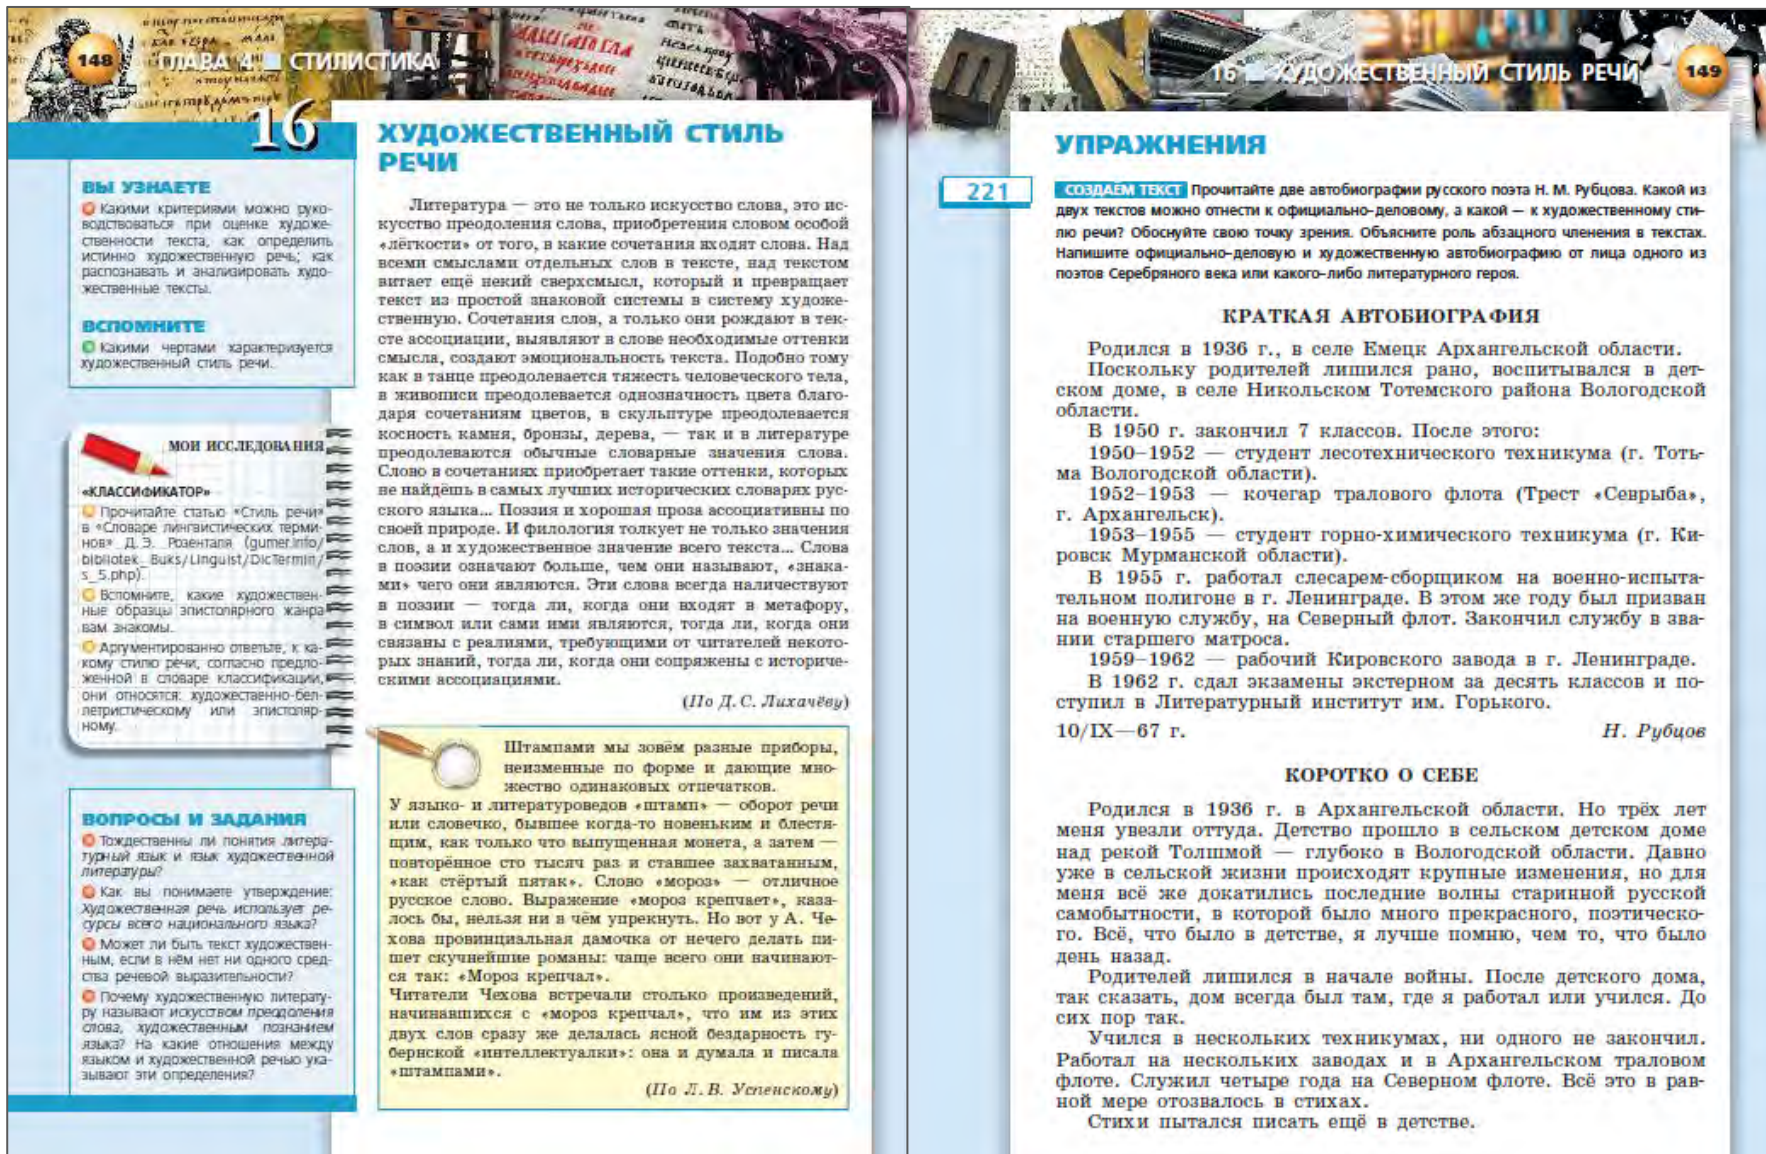 148
ГЛАВА 4 ■ СТИЛИСТИКА
16
ХУДОЖЕСТВЕННЫЙ СТИЛЬ
РЕЧИ
ВЫ УЗНАЕТЕ
Какими критериями можно руко-
водствоваться при оценке художе-
ственности текста, как определить
истинно художественную речь; как
распознавать и анализировать худо-
жественные тексты.
ВСПОМНИТЕ
Какими чертами характеризуется
художественный стиль речи.
МОИ ИССЛЕДОВАНИЯ
«КЛАССИФИКАТОР»
Прочитайте статью «Стиль речи»
в «Словаре лингвистических терми-
нов» Д. Э. Розенталя (gumer.info/
bibliotek_Buks/Linguist/DicTermin/
s_5.php).
Вспомните, какие художествен-
ные образцы эпистолярного жанра
вам знакомы.
Аргументированно ответьте, к ка-
кому стилю речи, согласно предло-
женной в словаре классификации,
они относятся: художественно-бел-
летристическому или эпистоляр-
ному.
ВОПРОСЫ И ЗАДАНИЯ
Тождественны ли понятия литера-
турный язык и язык художественной
литературы?
Как вы понимаете утверждение:
Художественная речь использует ре-
сурсы всего национального языка?
Может ли быть текст художествен-
ным, если в нём нет ни одного сред-
ства речевой выразительности?
Почему художественную литерату-
ру называют искусством преодоления
слова, художественным познанием
языка? На какие отношения между
языком и художественной речью ука-
зывают эти определения?
Литература — это не только искусство слова, это ис-
кусство преодоления слова, приобретения словом особой
«лёгкости» от того, в какие сочетания входят слова. Над
всеми смыслами отдельных слов в тексте, над текстом
витает ещё некий сверхсмысл, который и превращает
текст из простой знаковой системы в систему художе-
ственную. Сочетания слов, а только они рождают в тек-
сте ассоциации, выявляют в слове необходимые оттенки
смысла, создают эмоциональность текста. Подобно тому
как в танце преодолевается тяжесть человеческого тела,
в живописи преодолевается однозначность цвета благо-
даря сочетаниям цветов, в скульптуре преодолевается
косность камня, бронзы, дерева, — так и в литературе
преодолеваются обычные словарные значения слова.
Слово в сочетаниях приобретает такие оттенки, которых
не найдёшь в самых лучших исторических словарях рус-
ского языка... Поэзия и хорошая проза ассоциативны по
своей природе. И филология толкует не только значения
слов, а и художественное значение всего текста... Слова
в поэзии означают больше, чем они называют, «знака-
ми» чего они являются. Эти слова всегда наличествуют
в поэзии — тогда ли, когда они входят в метафору,
в символ или сами ими являются, тогда ли, когда они
связаны с реалиями, требующими от читателей некото-
рых знаний, тогда ли, когда они сопряжены с историче-
скими ассоциациями.
(По Д. С. Лихачёву)
Штампами мы зовём разные приборы,
неизменные по форме и дающие мно-
жество одинаковых отпечатков.
У языко- и литературоведов «штамп» — оборот речи
или словечко, бывшее когда-то новеньким и блестя-
щим, как только что выпущенная монета, а затем —
повторённое сто тысяч раз и ставшее захватанным,
«как стёртый пятак». Слово «мороз» — отличное
русское слово. Выражение «мороз крепчает», каза-
лось бы, нельзя ни в чём упрекнуть. Но вот у А. Че-
хова провинциальная дамочка от нечего делать пи-
шет скучнейшие романы: чаще всего они начинают-
ся так: «Мороз крепчал».
Читатели Чехова встречали столько произведений,
начинавшихся с «мороз крепчал», что им из этих
двух слов сразу же делалась ясной бездарность гу-
бернской «интеллектуалки»: она и думала и писала
«штампами».
(По Л. В. Успенскому)
16 ■ ХУДОЖЕСТВЕННЫЙ СТИЛЬ РЕЧИ
149
УПРАЖНЕНИЯ
221
СОЗДАЁМ ТЕКСТ Прочитайте две автобиографии русского поэта Н. М. Рубцова. Какой из
двух текстов можно отнести к официально-деловому, а какой — к художественному сти-
лю речи? Обоснуйте свою точку зрения. Объясните роль абзацного членения в текстах.
Напишите официально-деловую и художественную автобиографию от лица одного из
поэтов Серебряного века или какого-либо литературного героя.
КРАТКАЯ АВТОБИОГРАФИЯ
Родился в 1936 г., в селе Емецк Архангельской области.
Поскольку родителей лишился рано, воспитывался в дет-
ском доме, в селе Никольском Тотемского района Вологодской
области.
В 1950 г. закончил 7 классов. После этого:
1950–1952 — студент лесотехнического техникума (г. Тоть-
ма Вологодской области).
1952–1953 — кочегар тралового флота (Трест «Севрыба»,
г. Архангельск).
1953–1955 — студент горно-химического техникума (г. Ки-
ровск Мурманской области).
В 1955 г. работал слесарем-сборщиком на военно-испыта-
тельном полигоне в г. Ленинграде. В этом же году был призван
на военную службу, на Северный флот. Закончил службу в зва-
нии старшего матроса.
1959–1962 — рабочий Кировского завода в г. Ленинграде.
В 1962 г. сдал экзамены экстерном за десять классов и по-
ступил в Литературный институт им. Горького.
10/IX—67 г. Н. Рубцов
КОРОТКО О СЕБЕ
Родился в 1936 г. в Архангельской области. Но трёх лет
меня увезли оттуда. Детство прошло в сельском детском доме
над рекой Толшмой — глубоко в Вологодской области. Давно
уже в сельской жизни происходят крупные изменения, но для
меня всё же докатились последние волны старинной русской
самобытности, в которой было много прекрасного, поэтическо-
го. Всё, что было в детстве, я лучше помню, чем то, что было
день назад.
Родителей лишился в начале войны. После детского дома,
так сказать, дом всегда был там, где я работал или учился. До
сих пор так.
Учился в нескольких техникумах, ни одного не закончил.
Работал на нескольких заводах и в Архангельском траловом
флоте. Служил четыре года на Северном флоте. Всё это в рав-
ной мере отозвалось в стихах.
Стихи пытался писать ещё в детстве.